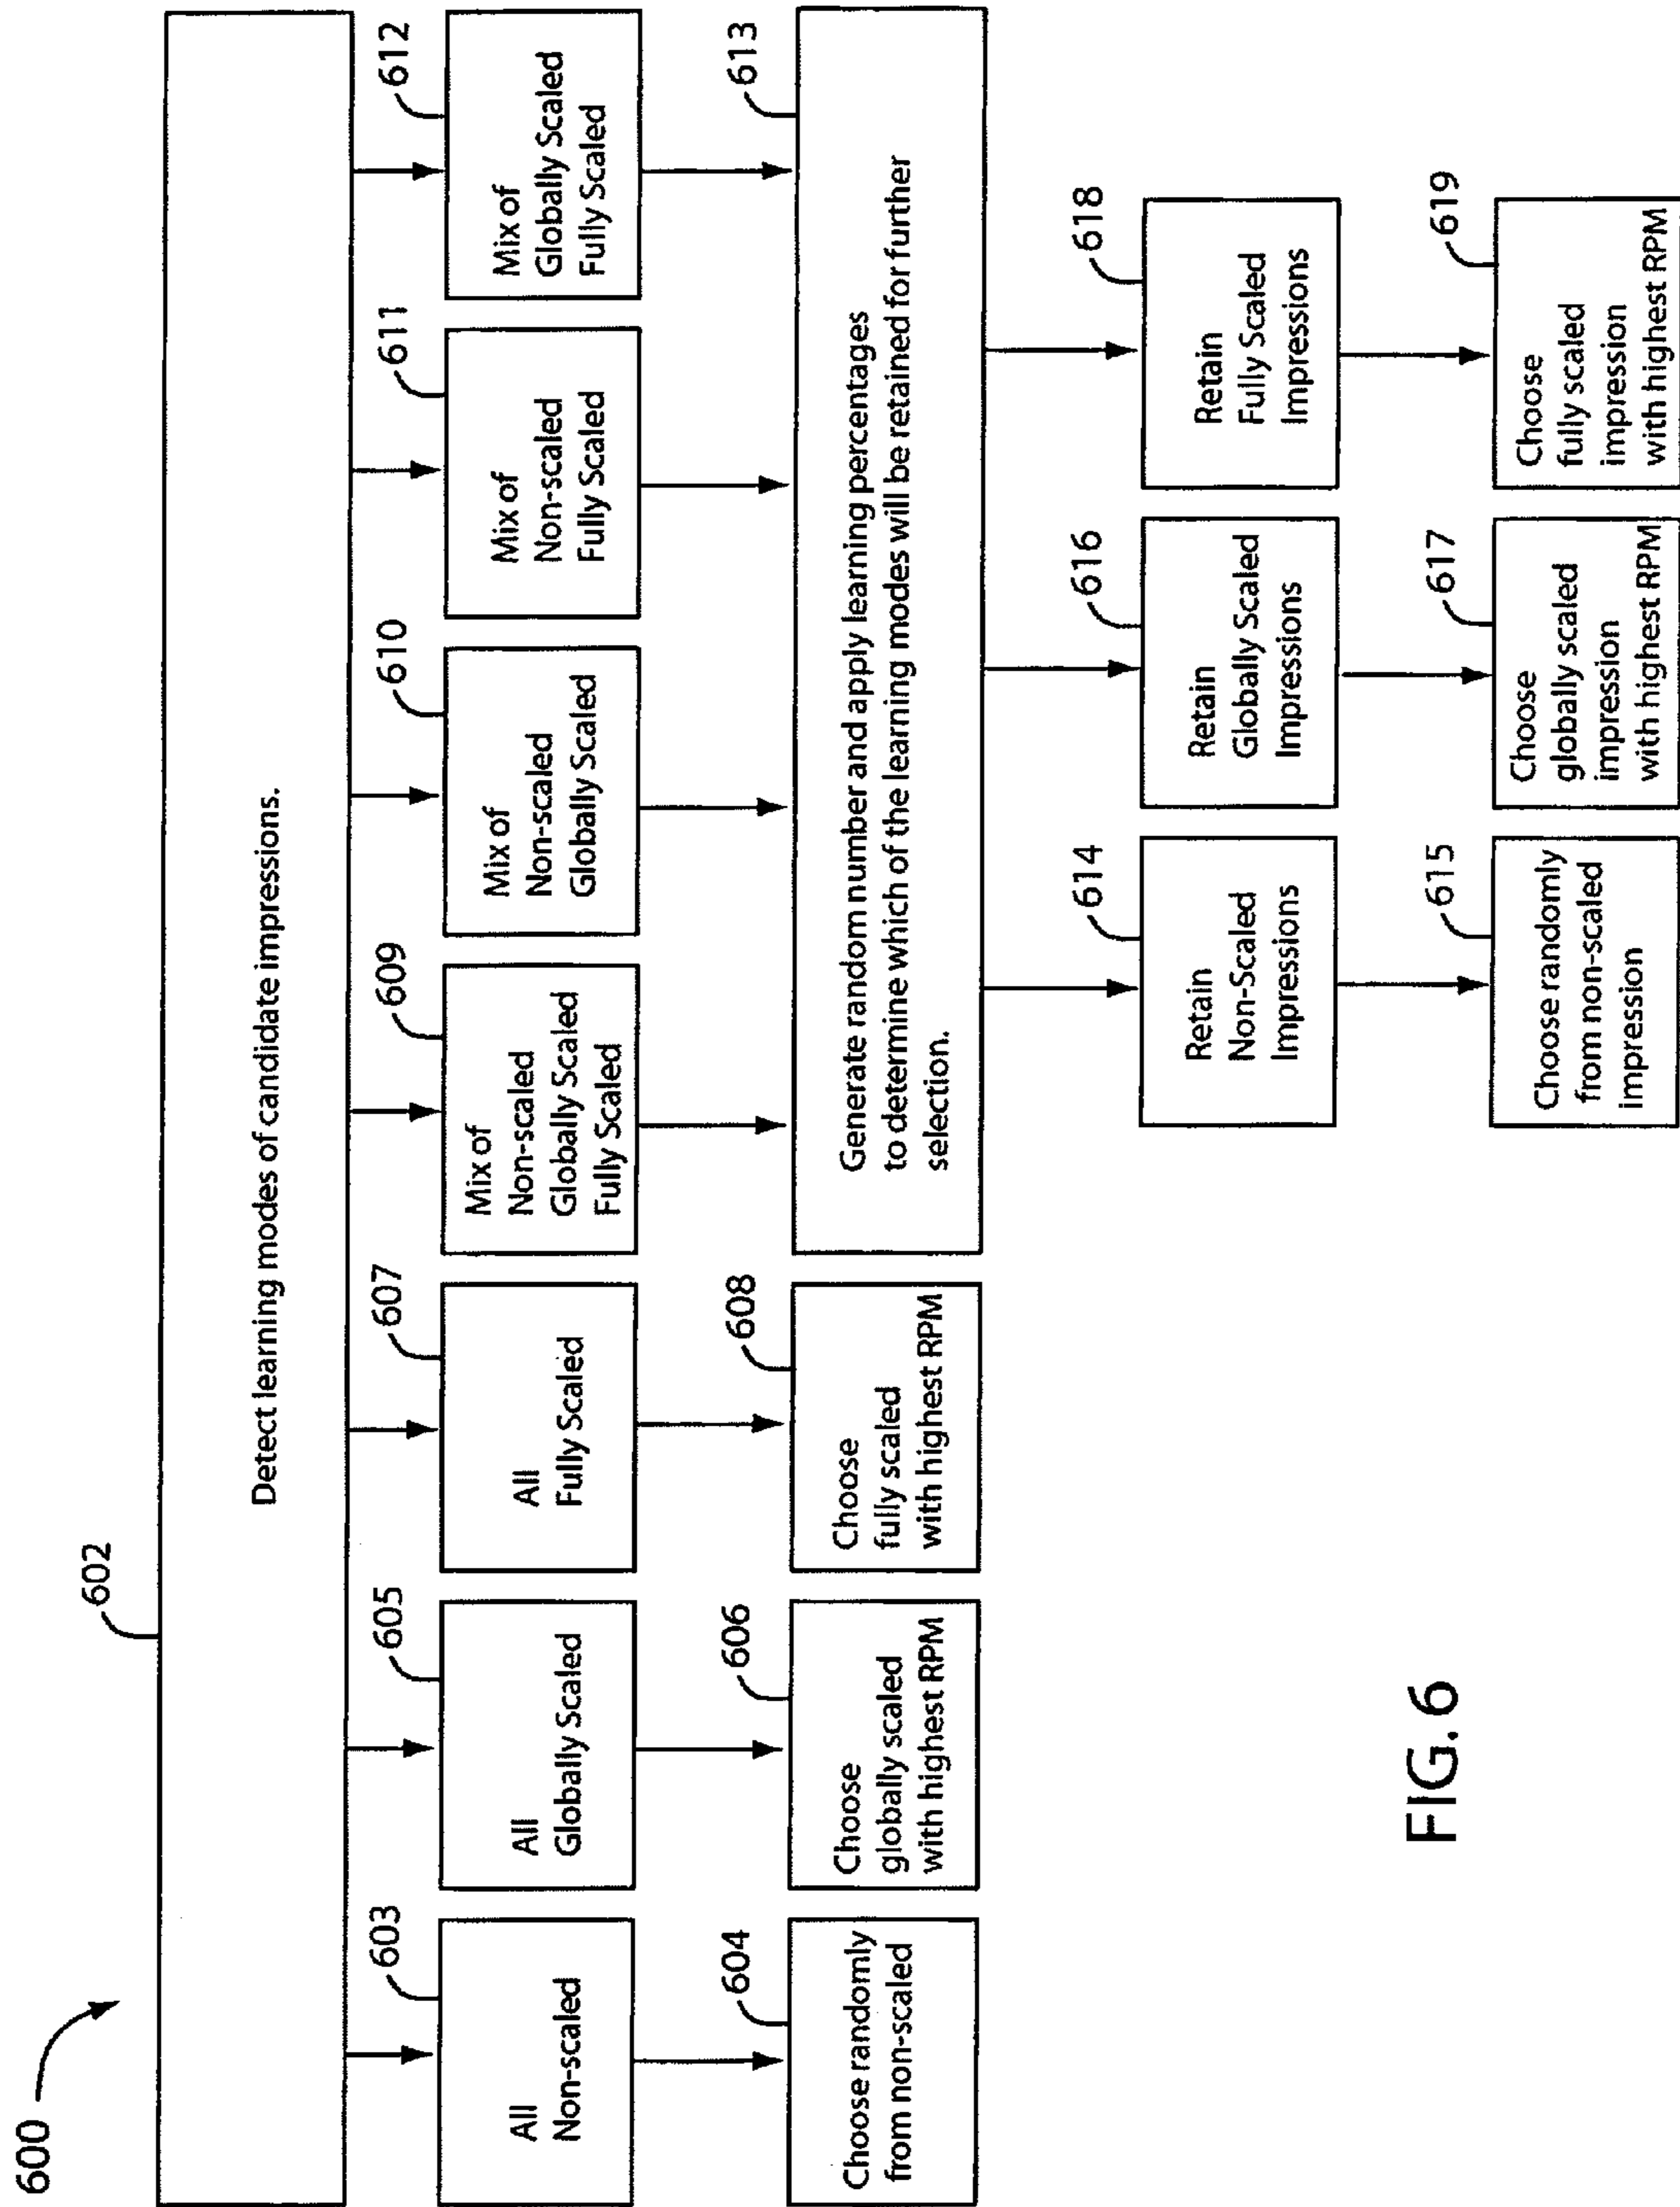 600
602
Detect learning modes of candidate impressions.
603
All
Non-scaled
605
All
Globally Scaled
607
All
Fully Scaled
609
Mix of
Non-scaled
Globally Scaled
Fully Scaled
610
Mix of
Non-scaled
Globally Scaled
611
Mix of
Non-scaled
Fully Scaled
612
Mix of
Globally Scaled
Fully Scaled
604
Choose randomly
from non-scaled
606
Choose
globally scaled
with highest RPM
608
Choose
fully scaled
with highest RPM
613
Generate random number and apply learning percentages
to determine which of the learning modes will be retained for further
selection.
614
Retain
Non-Scaled
Impressions
616
Retain
Globally Scaled
Impressions
618
Retain
Fully Scaled
Impressions
615
Choose randomly
from non-scaled
impression
617
Choose
globally scaled
impression
with highest RPM
619
Choose
fully scaled
impression
with highest RPM
FIG.6